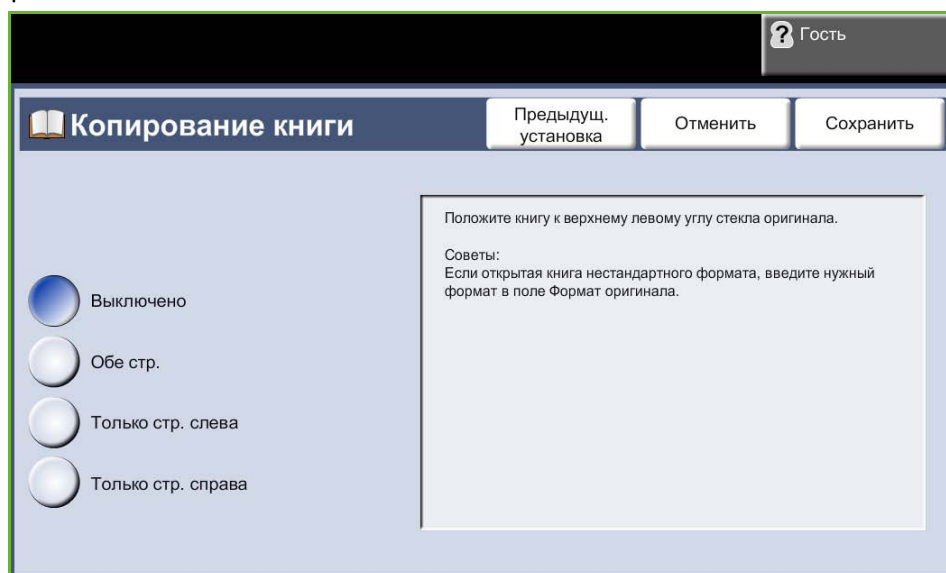 ? Гость
Копирование книги
Предыдущ.
установка
Отменить
Сохранить
Положите книгу к верхнему левому углу стекла оригинала.
Советы:
Если открытая книга нестандартного формата, введите нужный
формат в поле Формат оригинала.
Выключено
Обе стр.
Только стр. слева
Только стр. справа